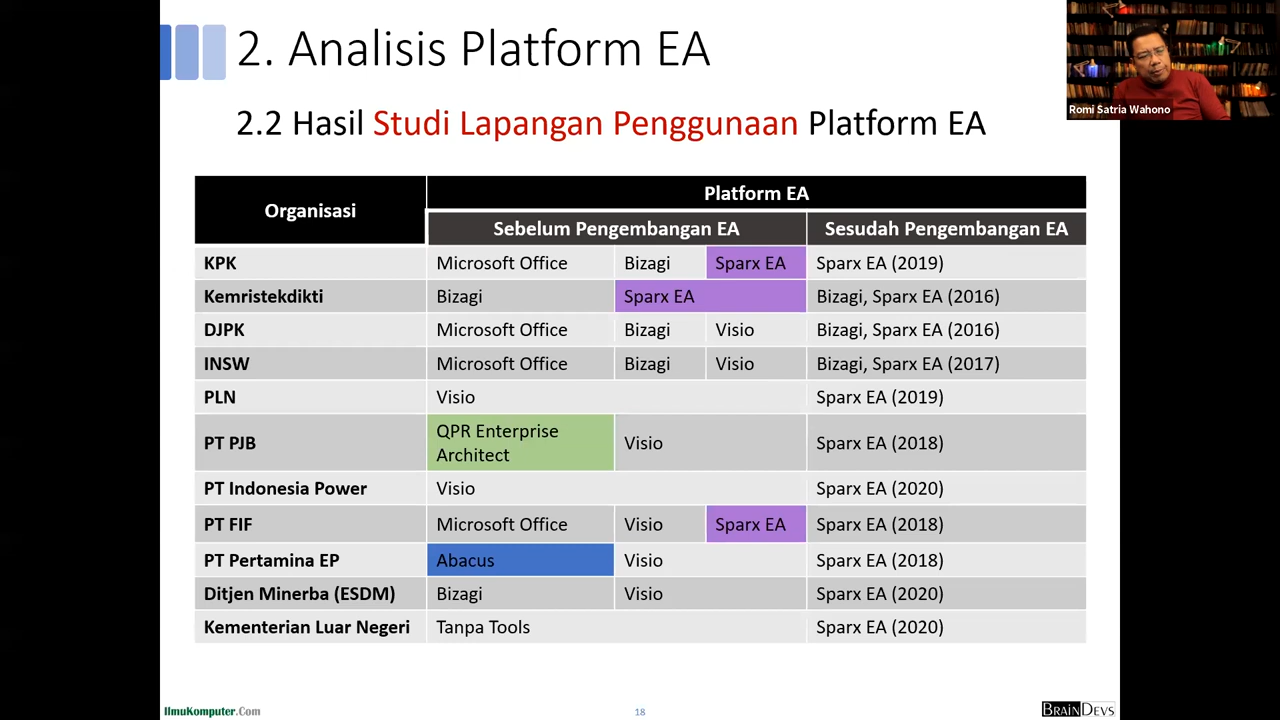 2. Analisis Platform EA
Romi Satria Wahono
2.2 Hasil Studi Lapangan Penggunaan Platform EA
Organisasi
Platform EA
Sebelum Pengembangan EA
Sesudah Pengembangan EA
KPK Microsoft Office Bizagi Sparx EA Sparx EA (2019)
Kemristekdikti Bizagi Sparx EA Bizagi, Sparx EA (2016)
DJPK Microsoft Office Bizagi Visio Bizagi, Sparx EA (2016)
INSW Microsoft Office Bizagi Visio Bizagi, Sparx EA (2017)
PLN Visio Sparx EA (2019)
PT PJB QPR Enterprise
Architect Visio Sparx EA (2018)
PT Indonesia Power Visio Sparx EA (2020)
PT FIF Microsoft Office Visio Sparx EA Sparx EA (2018)
PT Pertamina EP Abacus Visio Sparx EA (2018)
Ditjen Minerba (ESDM) Bizagi Visio Sparx EA (2020)
Kementerian Luar Negeri Tanpa Tools Sparx EA (2020)
IlmuKomputer.Com
18
BRAINDEVS